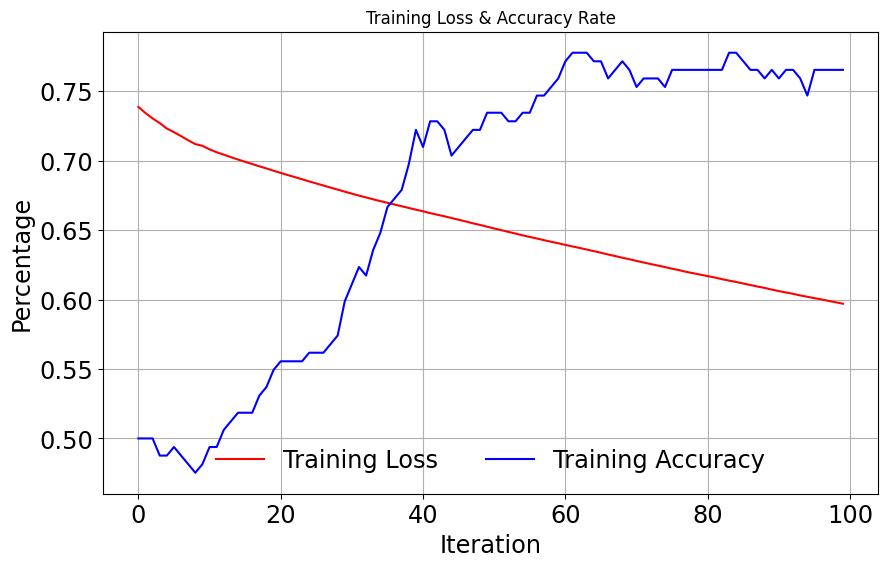 Training Loss & Accuracy Rate
0.75
0.70
0.65
0.60
0.55
0.50
Percentage
Training Loss Training Accuracy
0 20 40 60 80 100
Iteration